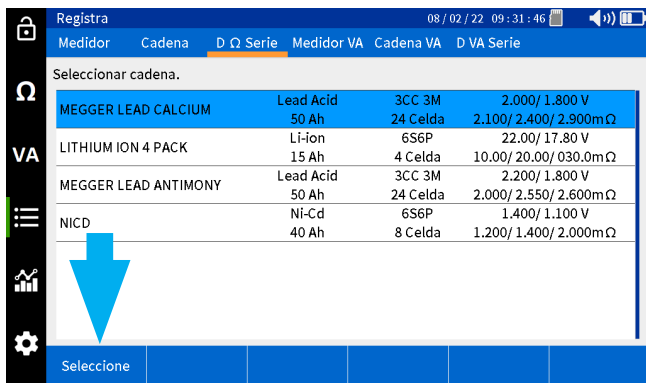 Registra 08/02/22 09:31:46
Medidor Cadena D Ω Serie Medidor VA Cadena VA D VA Serie
Seleccionar cadena.
Ω
VA
MEGGER LEAD CALCIUM Lead Acid 3CC 3M 2.000/ 1.800 V
50 Ah 24 Celda 2.100/ 2.400/ 2.900mΩ
LITHIUM ION 4 PACK Li-ion 6S6P 22.00/ 17.80 V
15 Ah 4 Celda 10.00/ 20.00/ 030.0mΩ
MEGGER LEAD ANTIMONY Lead Acid 3CC 3M 2.200/ 1.800 V
50 Ah 24 Celda 2.000/ 2.550/ 2.600mΩ
NICD Ni-Cd 6S6P 1.400/ 1.100 V
40 Ah 8 Celda 1.200/ 1.400/ 2.000mΩ
Seleccione